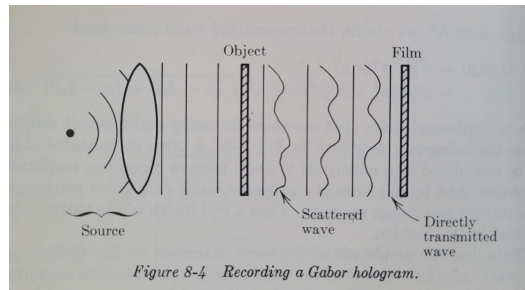 Object
Film
Source
Scattered
wave
Directly
transmitted
wave
Figure 8-4 Recording a Gabor hologram.